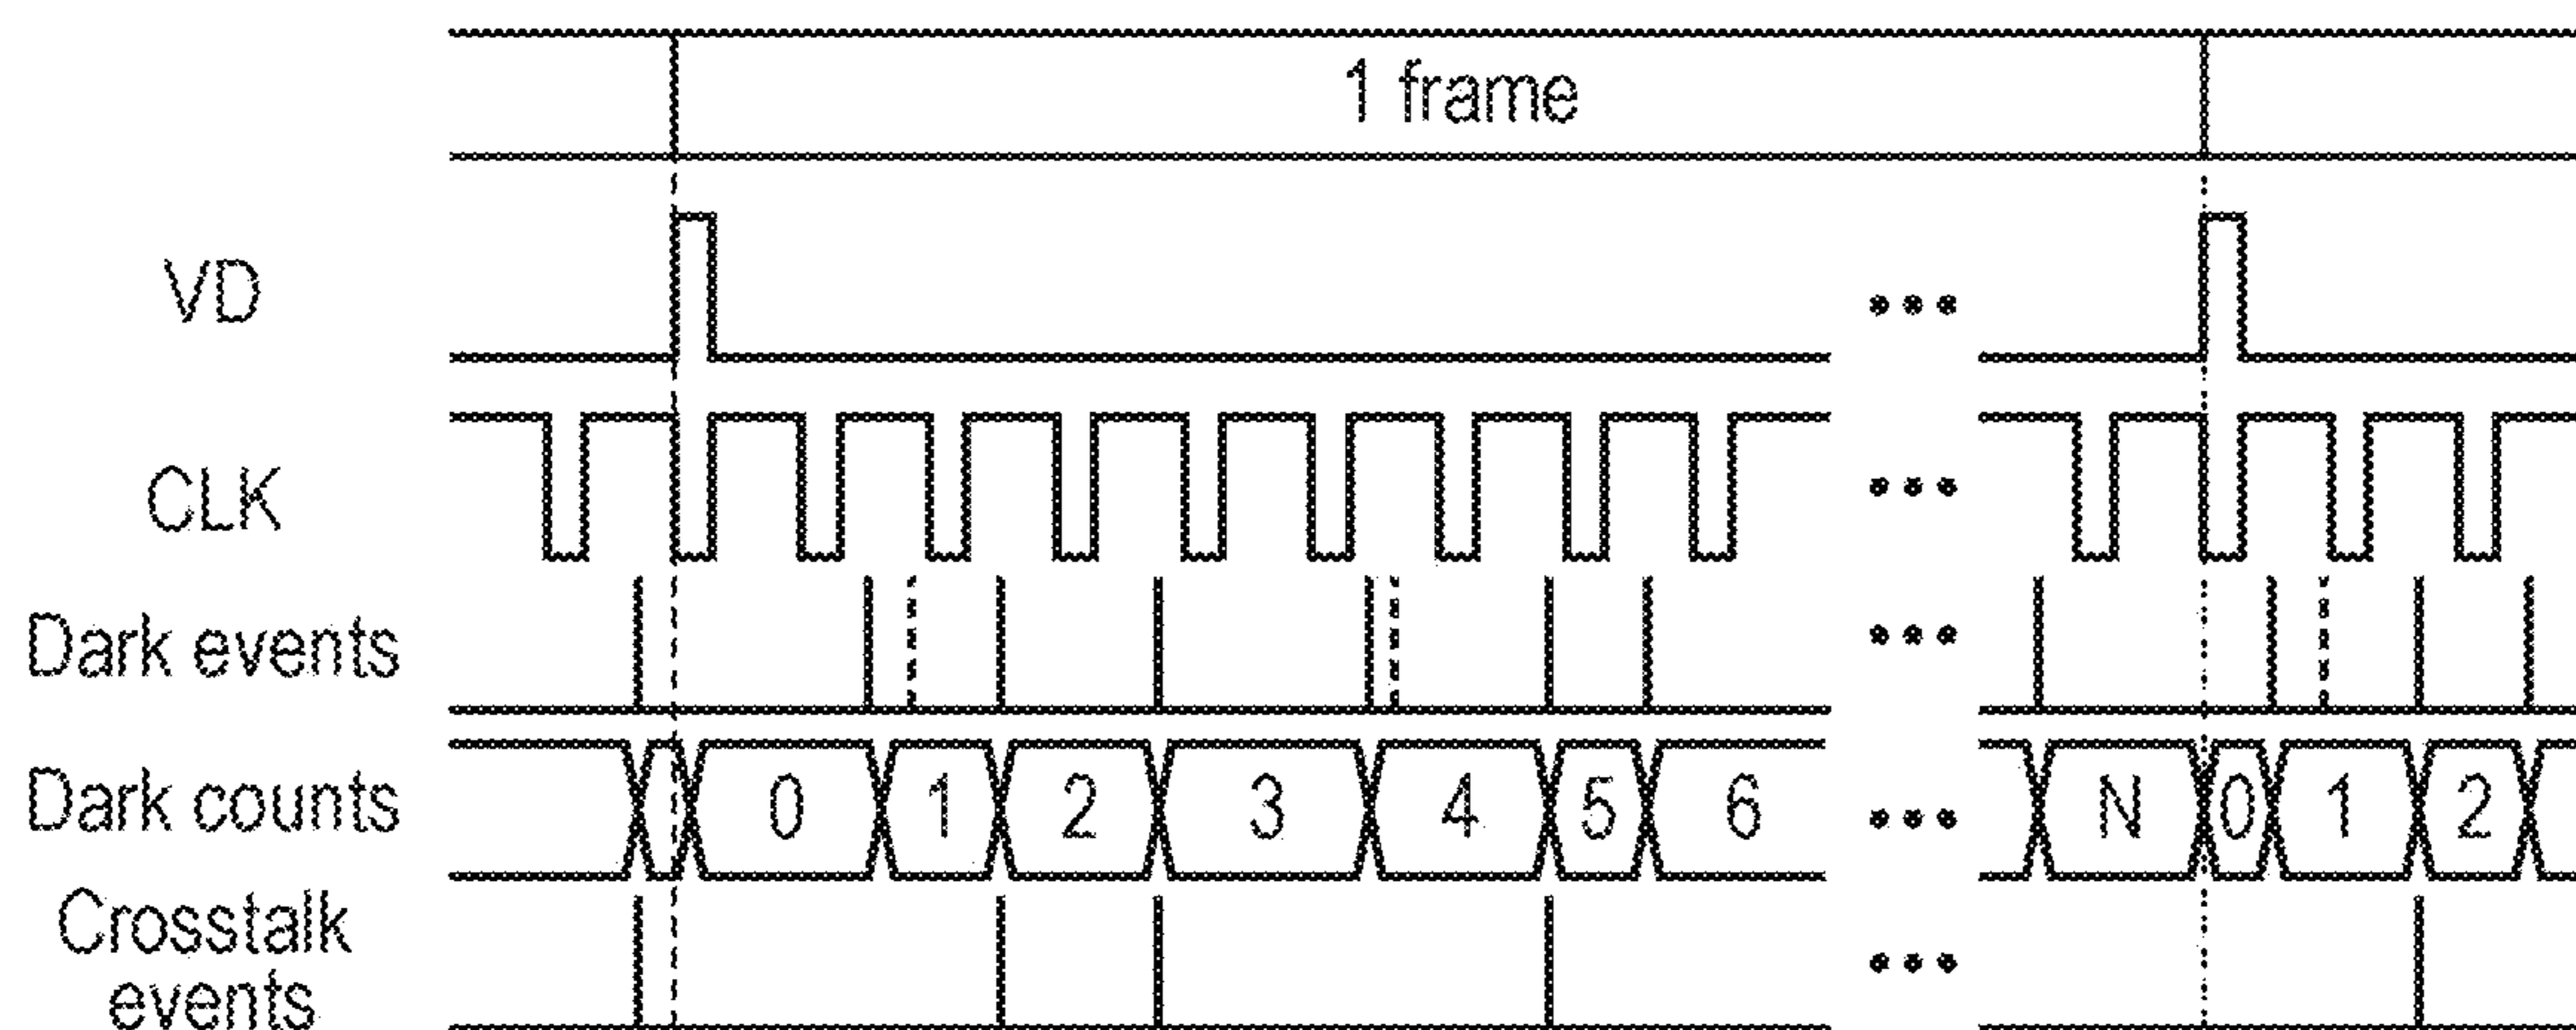 1 frame
VD
...
CLK
...
Dark events
...
Dark counts
0 1 2 3 4 5 6 ... N 0 1 2
Crosstalk
events
...